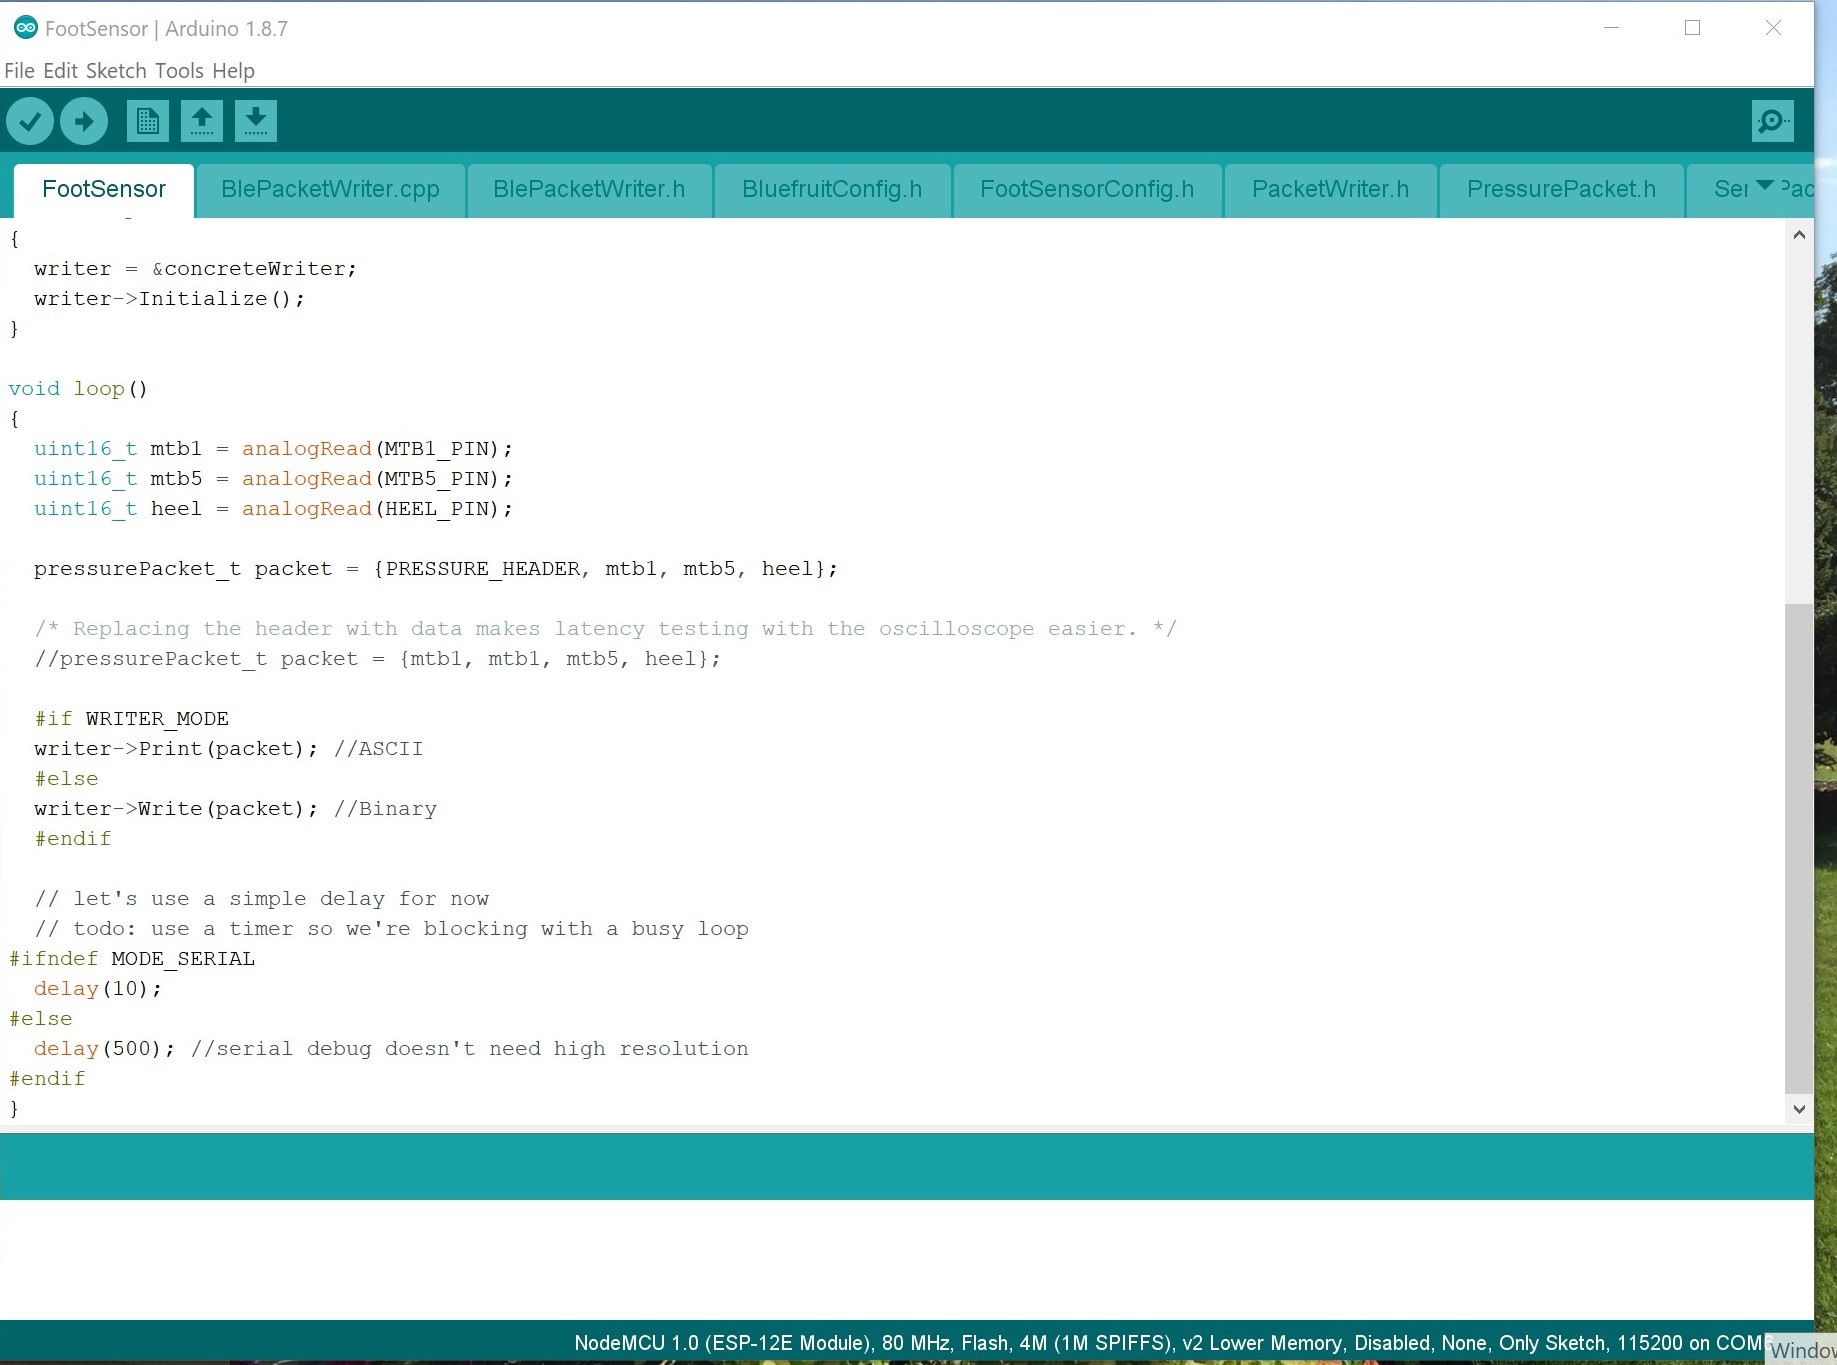 FootSensor | Arduino 1.8.7
File Edit Sketch Tools Help
FootSensor BlePacketWriter.cpp BlePacketWriter.h BluefruitConfig.h FootSensorConfig.h PacketWriter.h PressurePacket.h
{
  writer = &concreteWriter;
  writer->Initialize();
}
void loop()
{
  uint16_t mtb1 = analogRead(MTB1_PIN);
  uint16_t mtb5 = analogRead(MTB5_PIN);
  uint16_t heel = analogRead(HEEL_PIN);
  pressurePacket_t packet = {PRESSURE_HEADER, mtb1, mtb5, heel};
  /* Replacing the header with data makes latency testing with the oscilloscope easier. */
  //pressurePacket_t packet = {mtb1, mtb1, mtb5, heel};
  #if WRITER_MODE
  writer->Print(packet); //ASCII
  #else
  writer->Write(packet); //Binary
  #endif
  // let's use a simple delay for now
  // todo: use a timer so we're blocking with a busy loop
#ifndef MODE_SERIAL
  delay(10);
#else
  delay(500); //serial debug doesn't need high resolution
#endif
}
NodeMCU 1.0 (ESP-12E Module), 80 MHz, Flash, 4M (1M SPIFFS), v2 Lower Memory, Disabled, None, Only Sketch, 115200 on COM6